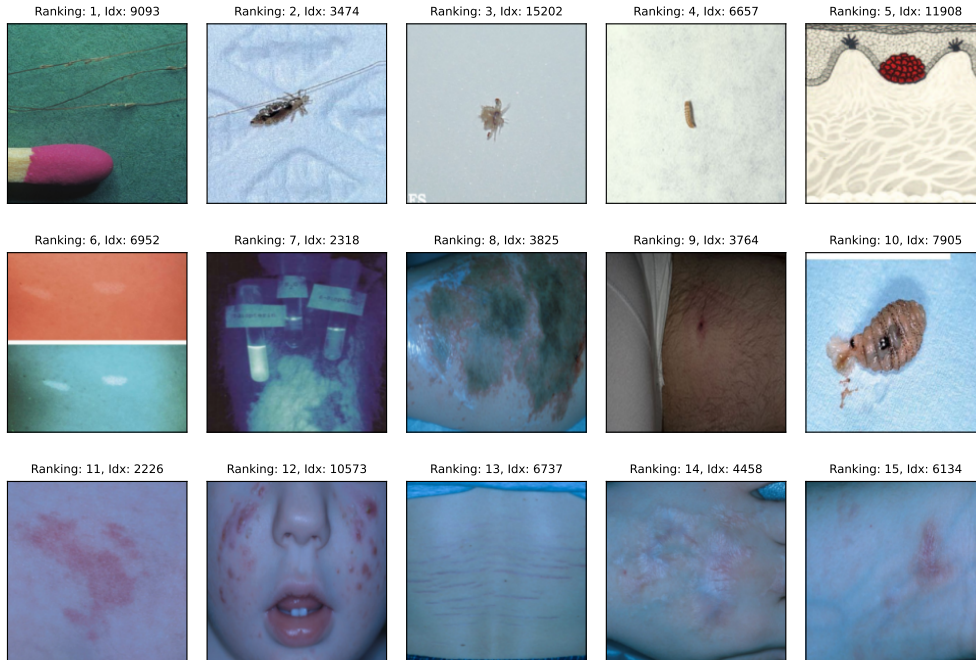 Ranking: 1, Idx: 9093
Ranking: 2, Idx: 3474
Ranking: 3, Idx: 15202
Ranking: 4, Idx: 6657
Ranking: 5, Idx: 11908
FS
Ranking: 6, Idx: 6952
Ranking: 7, Idx: 2318
Ranking: 8, Idx: 3825
Ranking: 9, Idx: 3764
Ranking: 10, Idx: 7905
Ranking: 11, Idx: 2226
Ranking: 12, Idx: 10573
Ranking: 13, Idx: 6737
Ranking: 14, Idx: 4458
Ranking: 15, Idx: 6134